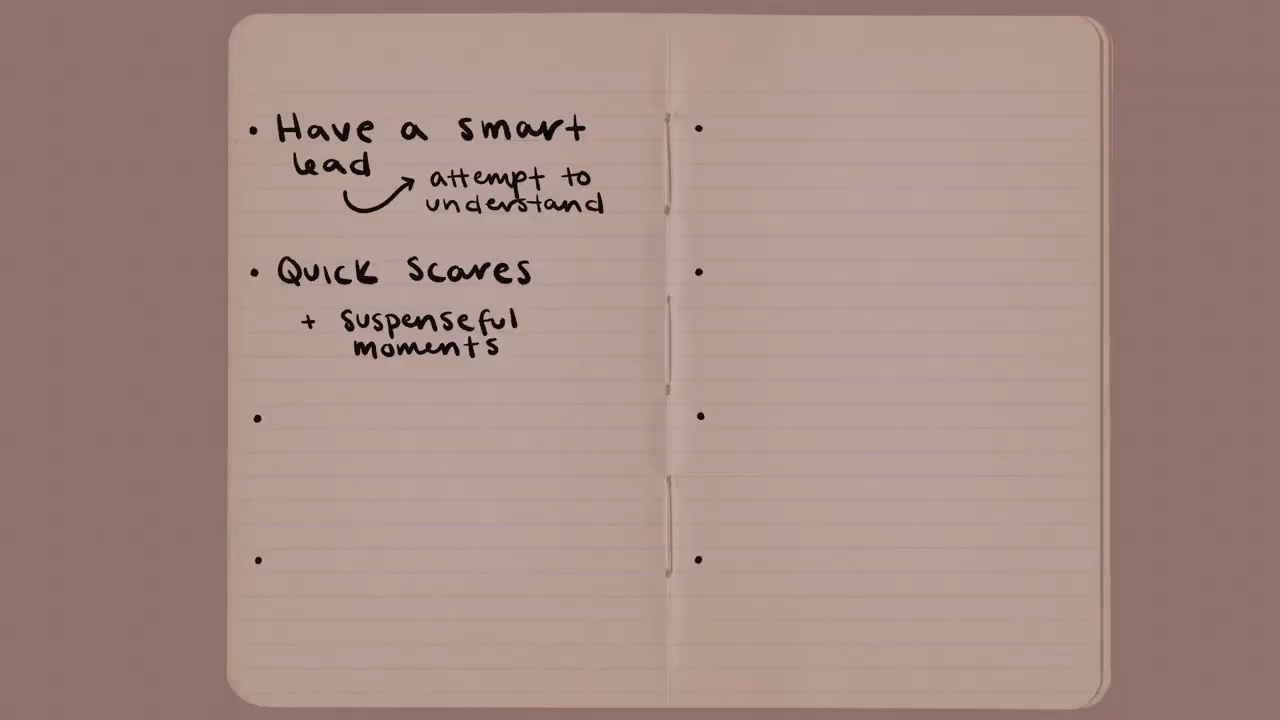 • Have a smart
lead
attempt to
understand
• Quick Scares
+ suspenseful
moments
•
•
•
•
•
•